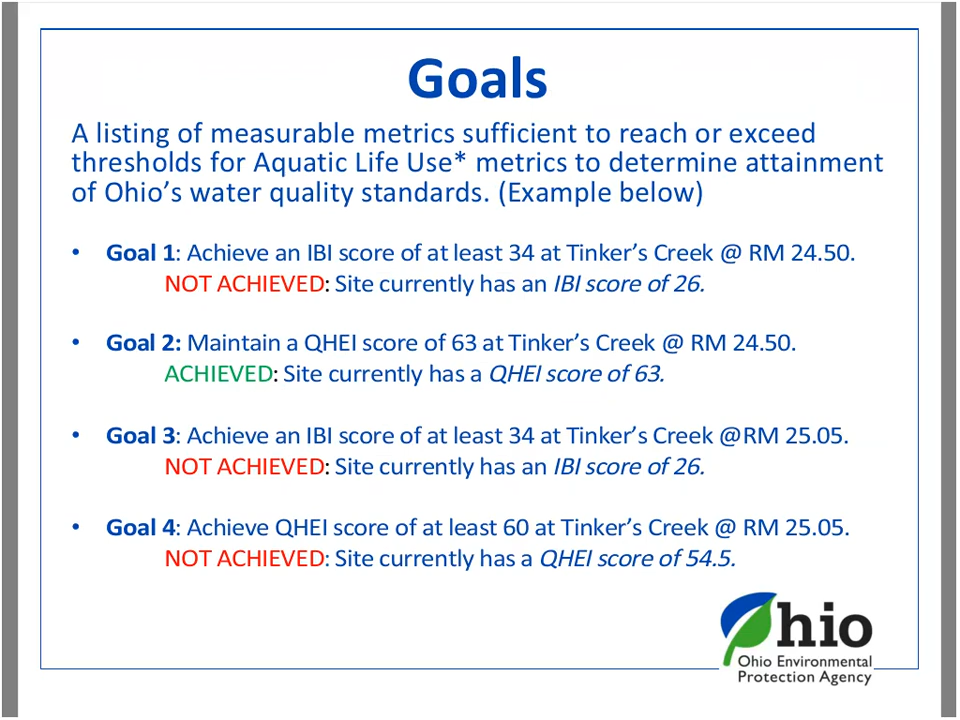 Goals
A listing of measurable metrics sufficient to reach or exceed
thresholds for Aquatic Life Use* metrics to determine attainment
of Ohio’s water quality standards. (Example below)
• Goal 1: Achieve an IBI score of at least 34 at Tinker’s Creek @ RM 24.50.
NOT ACHIEVED: Site currently has an IBI score of 26.
• Goal 2: Maintain a QHEI score of 63 at Tinker’s Creek @ RM 24.50.
ACHIEVED: Site currently has a QHEI score of 63.
• Goal 3: Achieve an IBI score of at least 34 at Tinker’s Creek @RM 25.05.
NOT ACHIEVED: Site currently has an IBI score of 26.
• Goal 4: Achieve QHEI score of at least 60 at Tinker’s Creek @ RM 25.05.
NOT ACHIEVED: Site currently has a QHEI score of 54.5.
Ohio
Ohio Environmental
Protection Agency